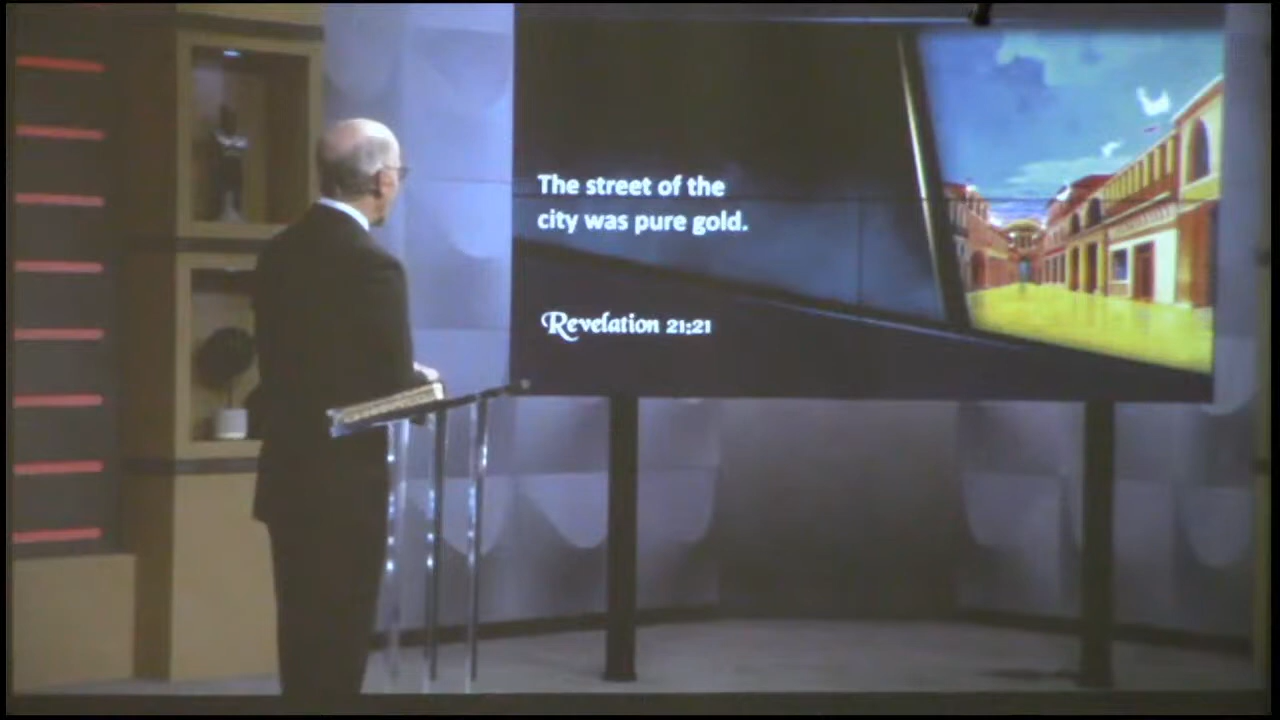 The street of the
city was pure gold.
Revelation 21:21